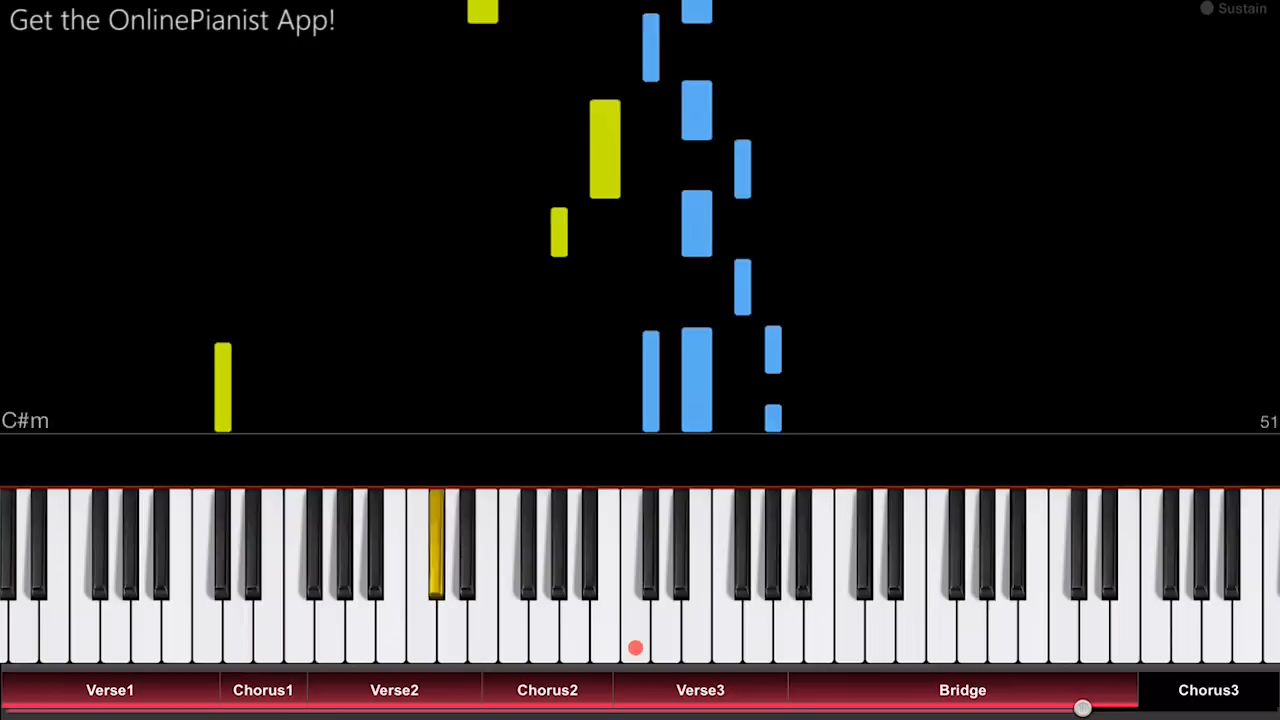 Get the OnlinePianist App!
Sustain
C#m
51
Verse1
Chorus1
Verse2
Chorus2
Verse3
Bridge
Chorus3